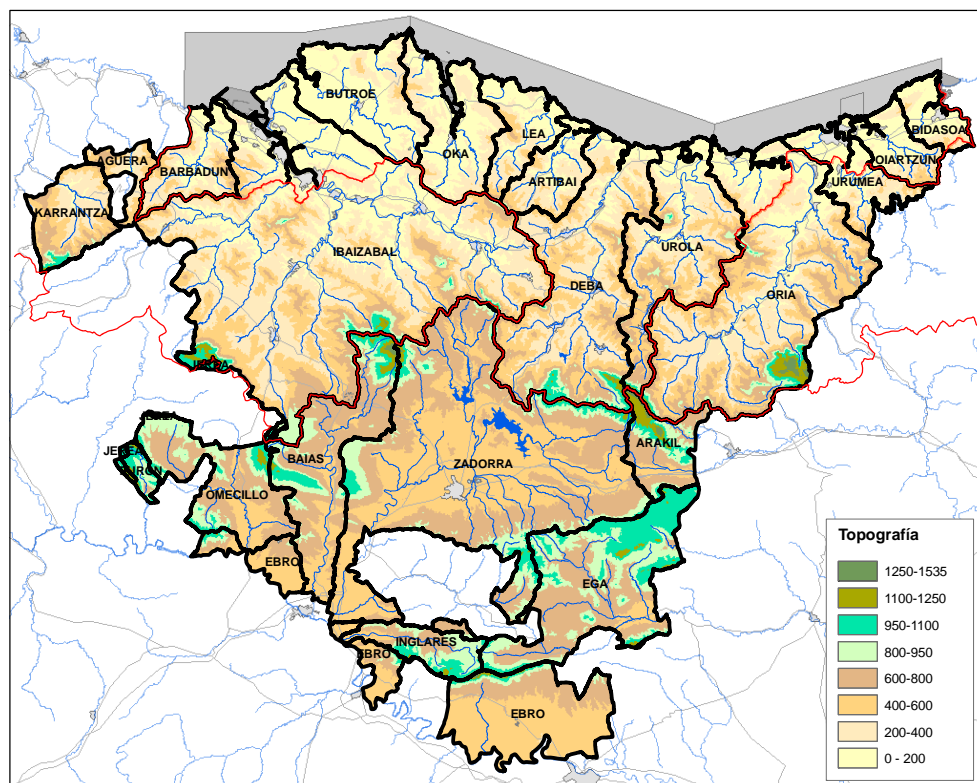 BUTROE
LEA
OKA
BIDASOA
AGUERA
OIARTZUN
BARBADUN
ARTIBAI
URUMEA
KARRANTZA
UROLA
IBAIZABAL
DEBA
ORIA
ARAKIL
JEREA
BAIAS
ZADORRA
OMECILLO
EBRO
EGA
INGLARES
EBRO
Topografía
1250-1535
1100-1250
950-1100
800-950
600-800
400-600
200-400
0 - 200